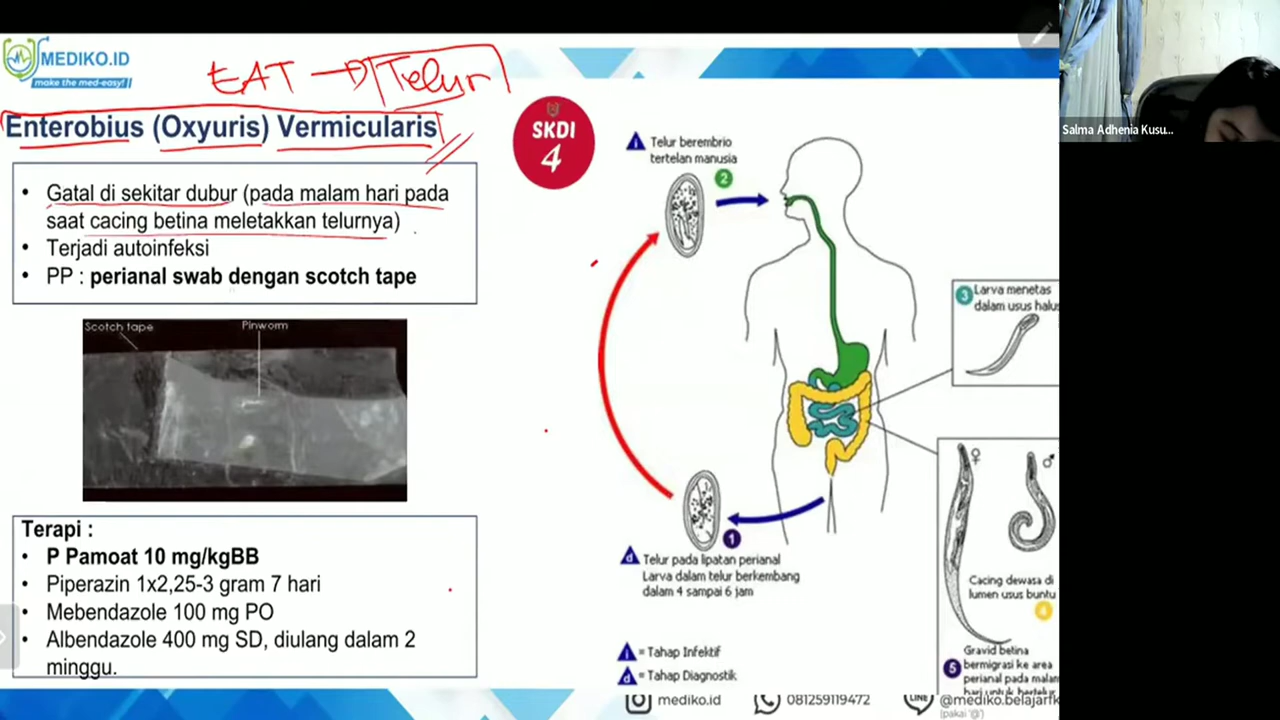 MEDIKO.ID
make the med-easy!
EAT → Telur
Enterobius (Oxyuris) Vermicularis
• Gatal di sekitar dubur (pada malam hari pada
saat cacing betina meletakkan telurnya)
• Terjadi autoinfeksi
• PP : perianal swab dengan scotch tape
Scotch tape
Pinworm
Terapi :
• P Pamoat 10 mg/kgBB
• Piperazin 1x2,25-3 gram 7 hari
• Mebendazole 100 mg PO
• Albendazole 400 mg SD, diulang dalam 2
minggu.
SKDI
4
i Telur berembrio
tertelan manusia
2
3 Larva menetas
dalam usus halus
♀ ♂
Cacing dewasa di
lumen usus buntu
4
5 Gravid betina
bermigrasi ke area
perianal pada malam
hari untuk bertelur
1
d Telur pada lipatan perianal
Larva dalam telur berkembang
dalam 4 sampai 6 jam
i = Tahap Infektif
d = Tahap Diagnostik
mediko.id
081259119472
LINE @mediko.belajarfk
(pakai '@')
Salma Adhenia Kusu...